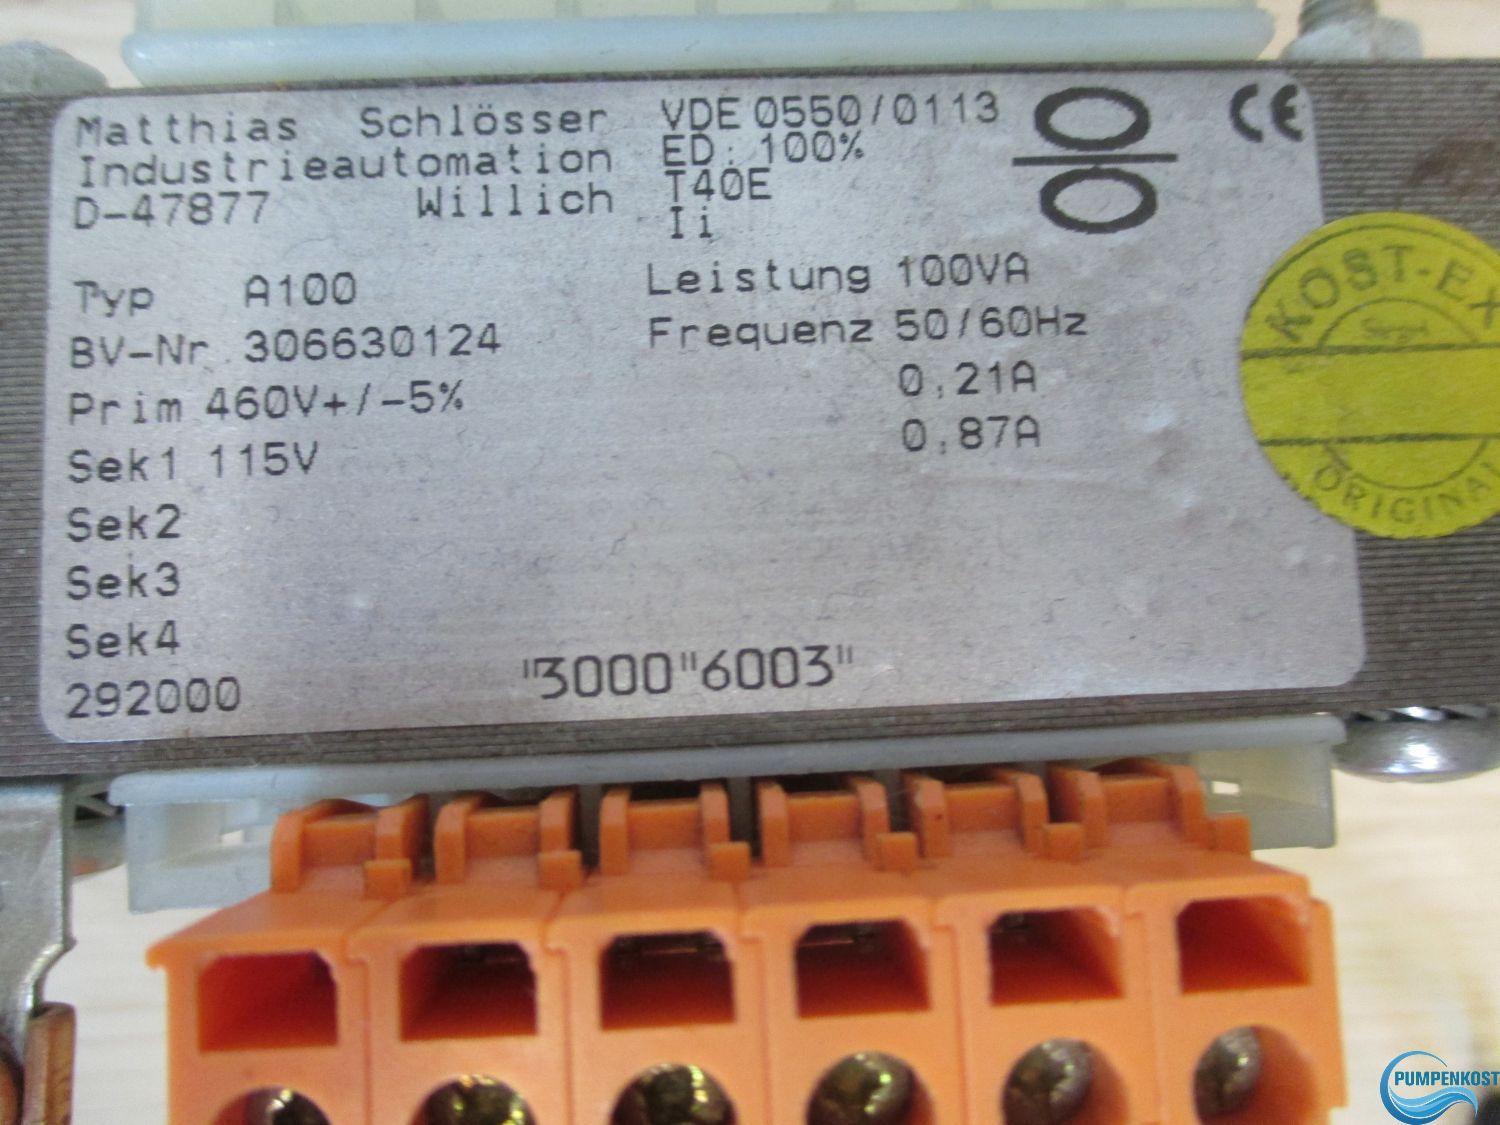 Matthias Schlösser
Industrieautomation
D-47877 Willich
VDE 0550/0113
ED: 100%
T40E
Ii
CE
Typ A100
Leistung 100VA
BV-Nr. 306630124
Frequenz 50/60Hz
Prim 460V+/-5%
0,21A
Sek1 115V
0,87A
Sek2
Sek3
Sek4
292000
"3000"6003"
KOST-EX
ORIGINAL
PUMPENKOST